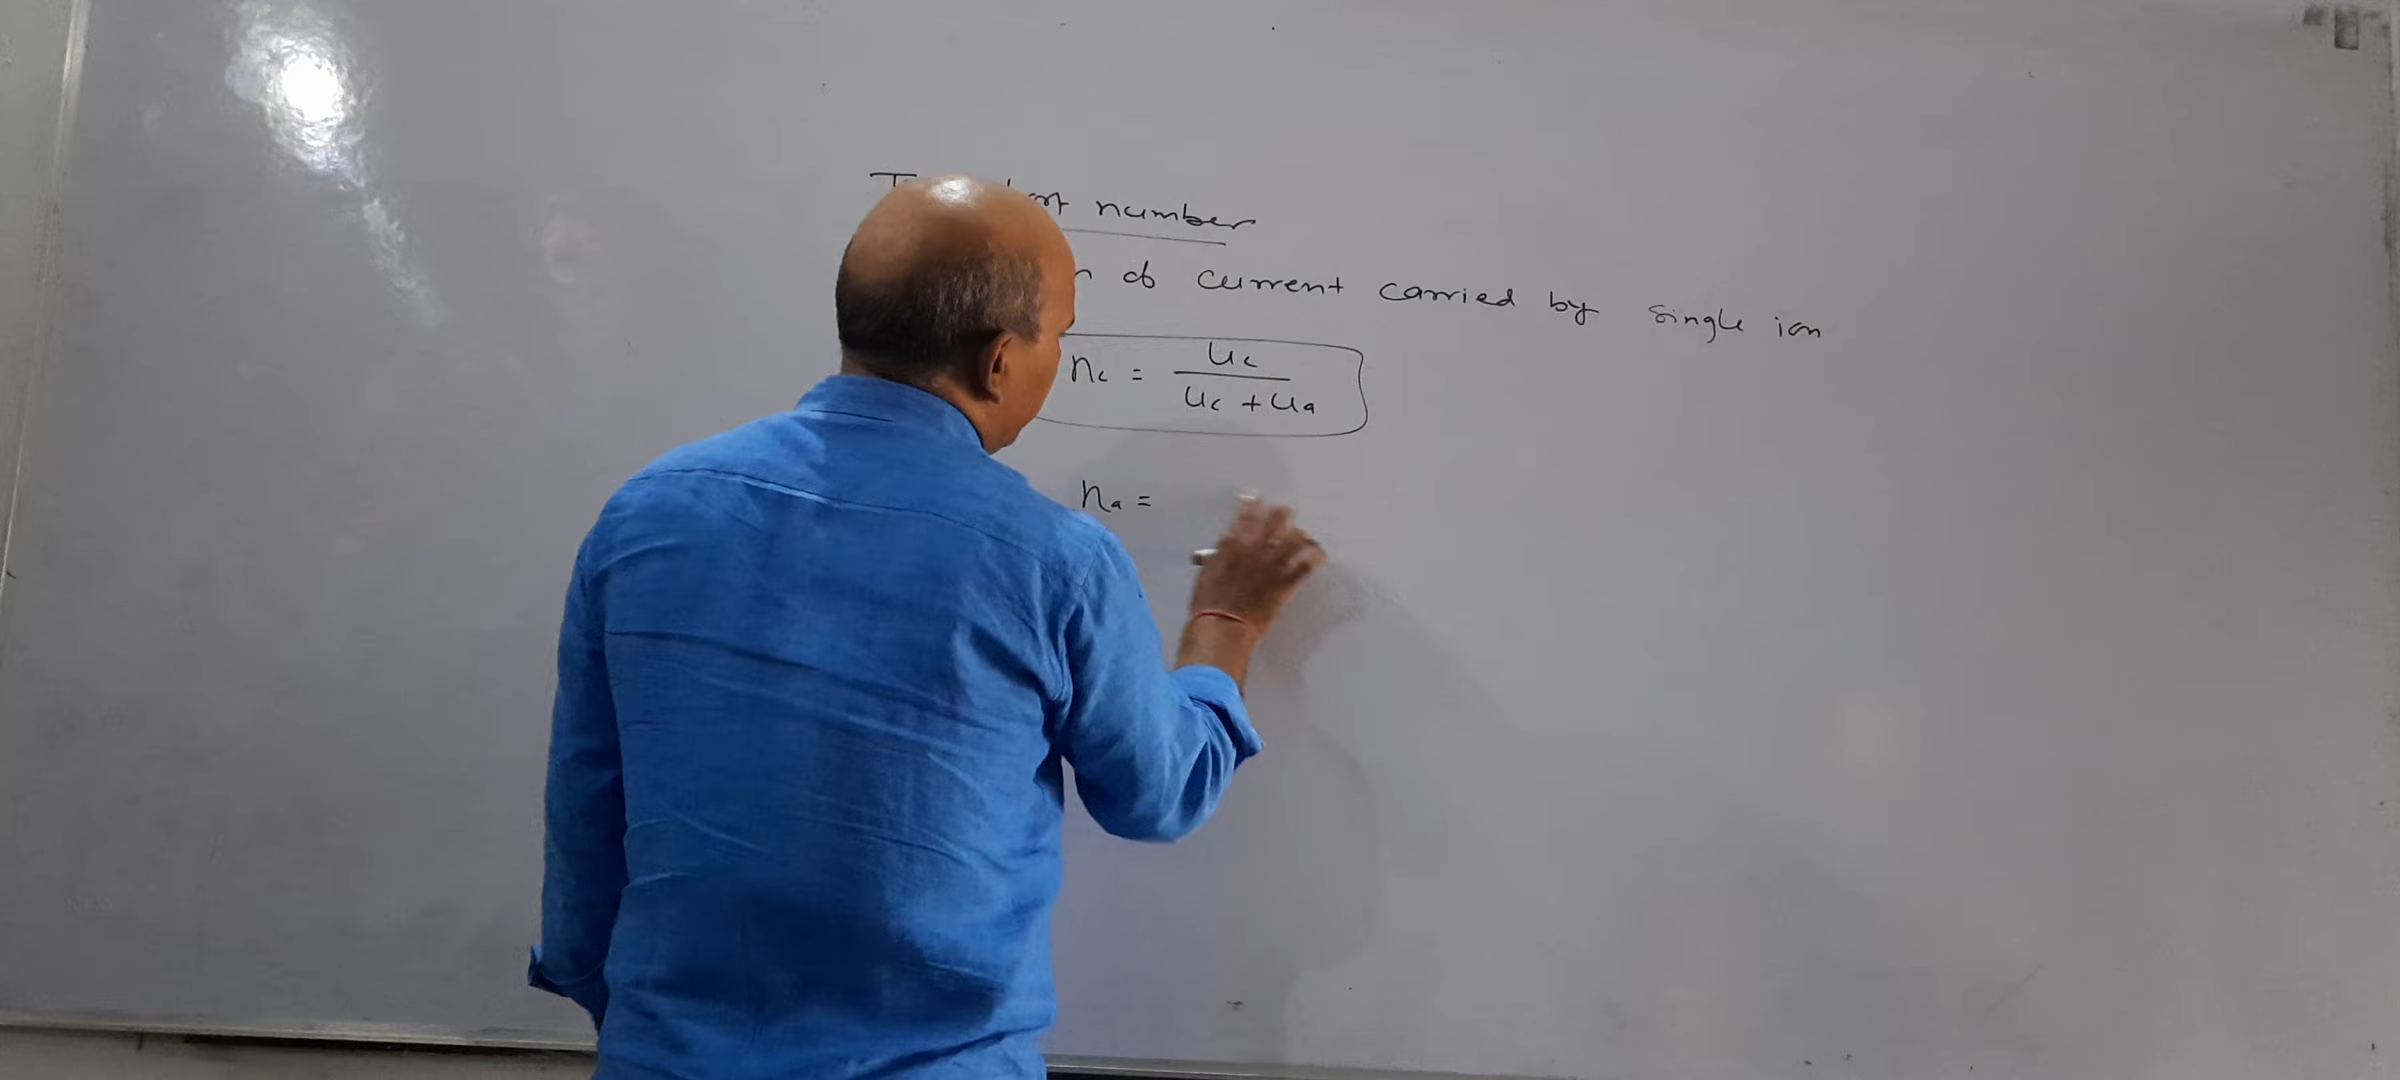 number
of current carried by single ion
nc = uc / uc + ua
na =